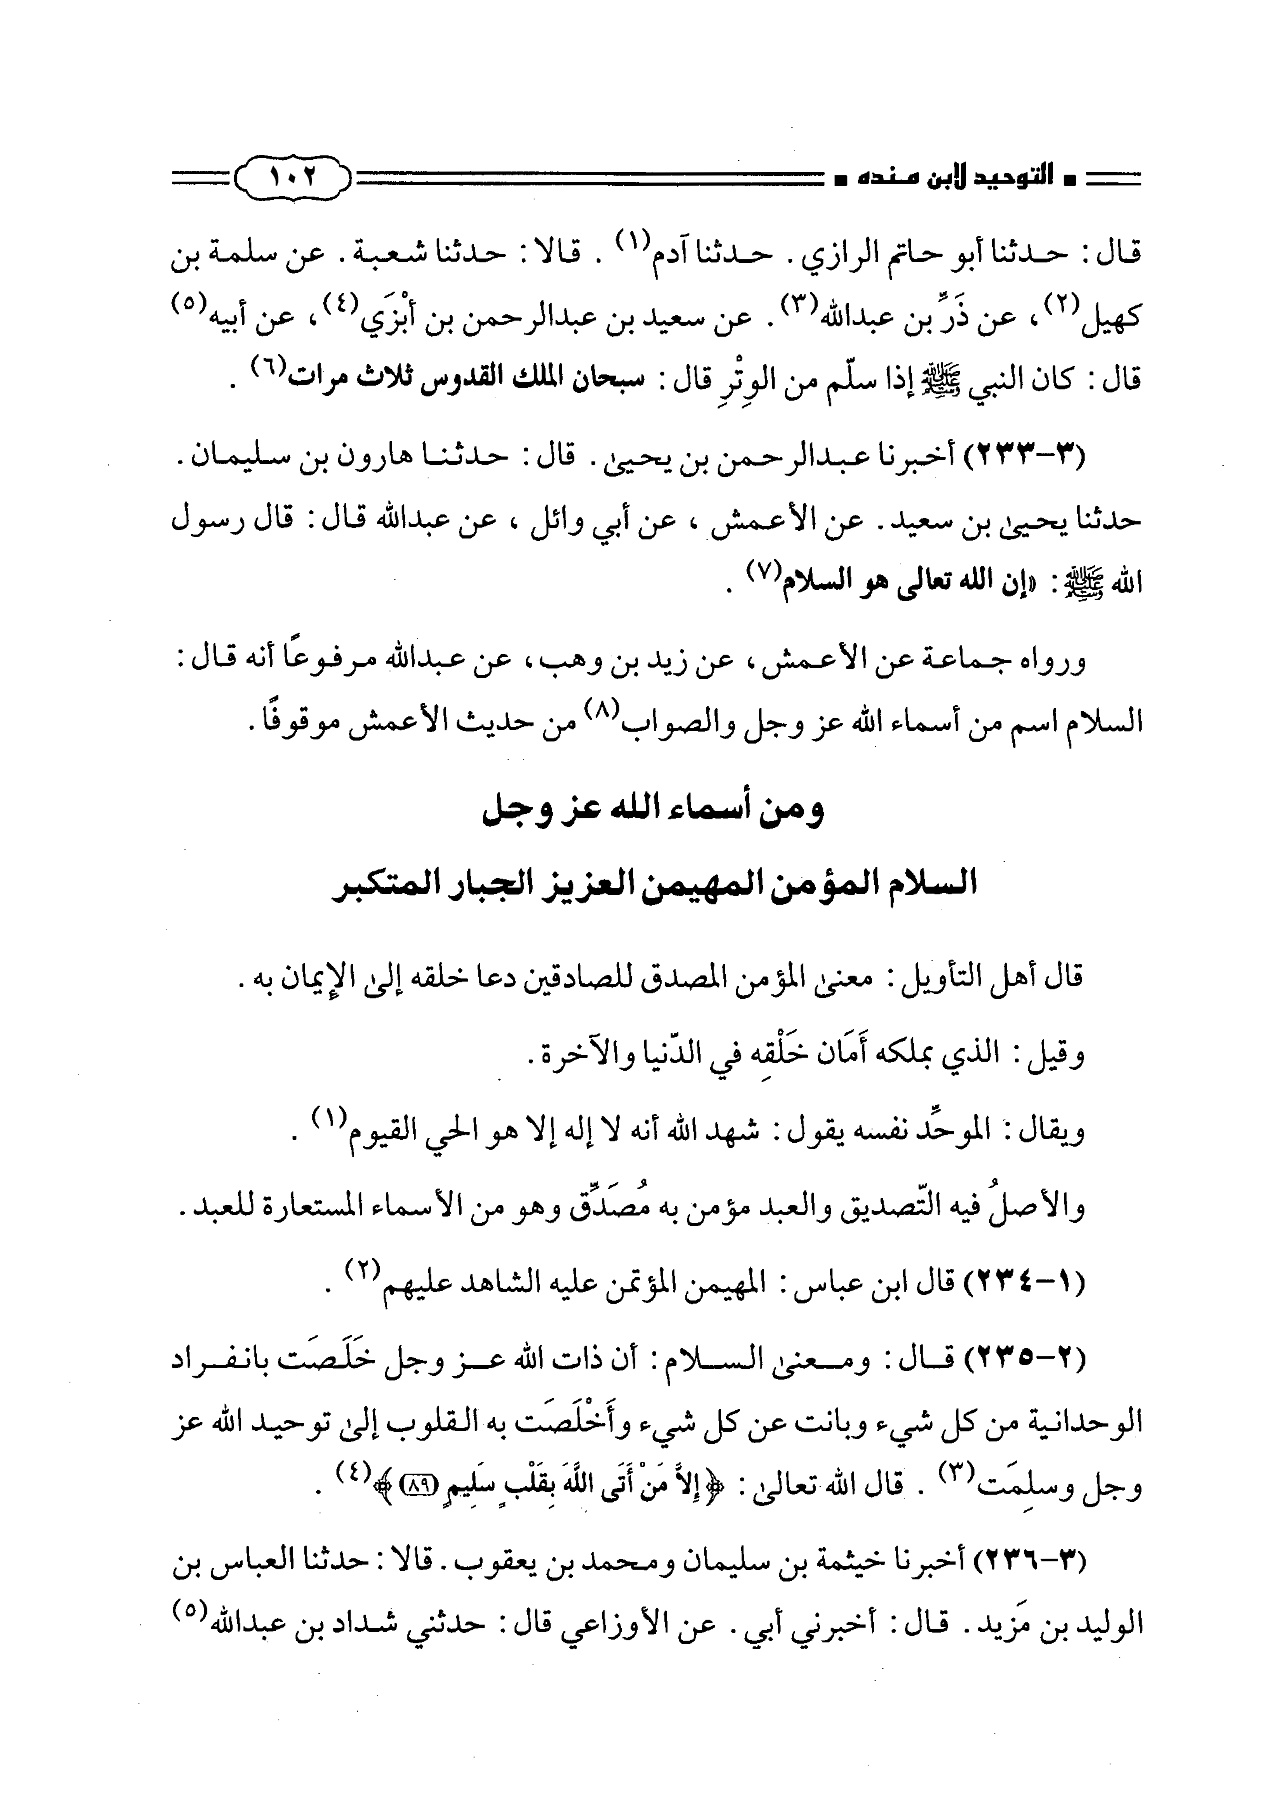 ■ التوحيد لابن منده ■ ١٠٢
قال: حدثنا أبو حاتم الرازي. حدثنا آدم(١). قالا: حدثنا شعبة. عن سلمة بن
كهيل(٢)، عن ذَرِّ بن عبدالله(٣). عن سعيد بن عبدالرحمن بن أبْزَي(٤)، عن أبيه(٥)
قال: كان النبي ﷺ إذا سلّم من الوِتْرِ قال: سبحان الملك القدوس ثلاث مرات(٦).
(٣-٢٣٣) أخبرنا عبدالرحمن بن يحيىٰ. قال: حدثنا هارون بن سليمان.
حدثنا يحيىٰ بن سعيد. عن الأعمش، عن أبي وائل، عن عبدالله قال: قال رسول
الله ﷺ: «إن الله تعالى هو السلام(٧).
ورواه جماعة عن الأعمش، عن زيد بن وهب، عن عبدالله مرفوعًا أنه قال:
السلام اسم من أسماء الله عز وجل والصواب(٨) من حديث الأعمش موقوفًا.
ومن أسماء الله عز وجل
السلام المؤمن المهيمن العزيز الجبار المتكبر
قال أهل التأويل: معنىٰ المؤمن المصدق للصادقين دعا خلقه إلىٰ الإيمان به.
وقيل: الذي يملكه أَمَان خَلْقِه في الدّنيا والآخرة.
ويقال: الموحِّد نفسه يقول: شهد الله أنه لا إله إلا هو الحي القيوم(١).
والأصلُ فيه التّصديق والعبد مؤمن به مُصَدِّق وهو من الأسماء المستعارة للعبد.
(١-٢٣٤) قال ابن عباس: المهيمن المؤتمن عليه الشاهد عليهم(٢).
(٢-٢٣٥) قال: ومعنىٰ السلام: أن ذات الله عز وجل خَلَصَت بانفراد
الوحدانية من كل شيء وبانت عن كل شيء وأَخْلَصَت به القلوب إلىٰ توحيد الله عز
وجل وسلِمَت(٣). قال الله تعالىٰ: ﴿إِلاَّ مَنْ أَتَى اللَّهَ بِقَلْبٍ سَلِيمٍ (٨٩)﴾(٤).
(٣-٢٣٦) أخبرنا خيثمة بن سليمان ومحمد بن يعقوب. قالا: حدثنا العباس بن
الوليد بن مَزيد. قال: أخبرني أبي. عن الأوزاعي قال: حدثني شداد بن عبدالله(٥)